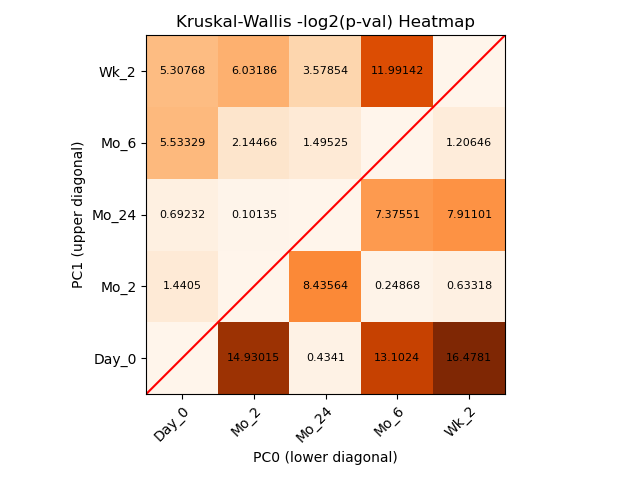 Kruskal-Wallis -log2(p-val) Heatmap
PC1 (upper diagonal)
Wk_2 5.30768 6.03186 3.57854 11.99142
Mo_6 5.53329 2.14466 1.49525 1.20646
Mo_24 0.69232 0.10135 7.37551 7.91101
Mo_2 1.4405 8.43564 0.24868 0.63318
Day_0 14.93015 0.4341 13.1024 16.4781
Day_0 Mo_2 Mo_24 Mo_6 Wk_2
PC0 (lower diagonal)